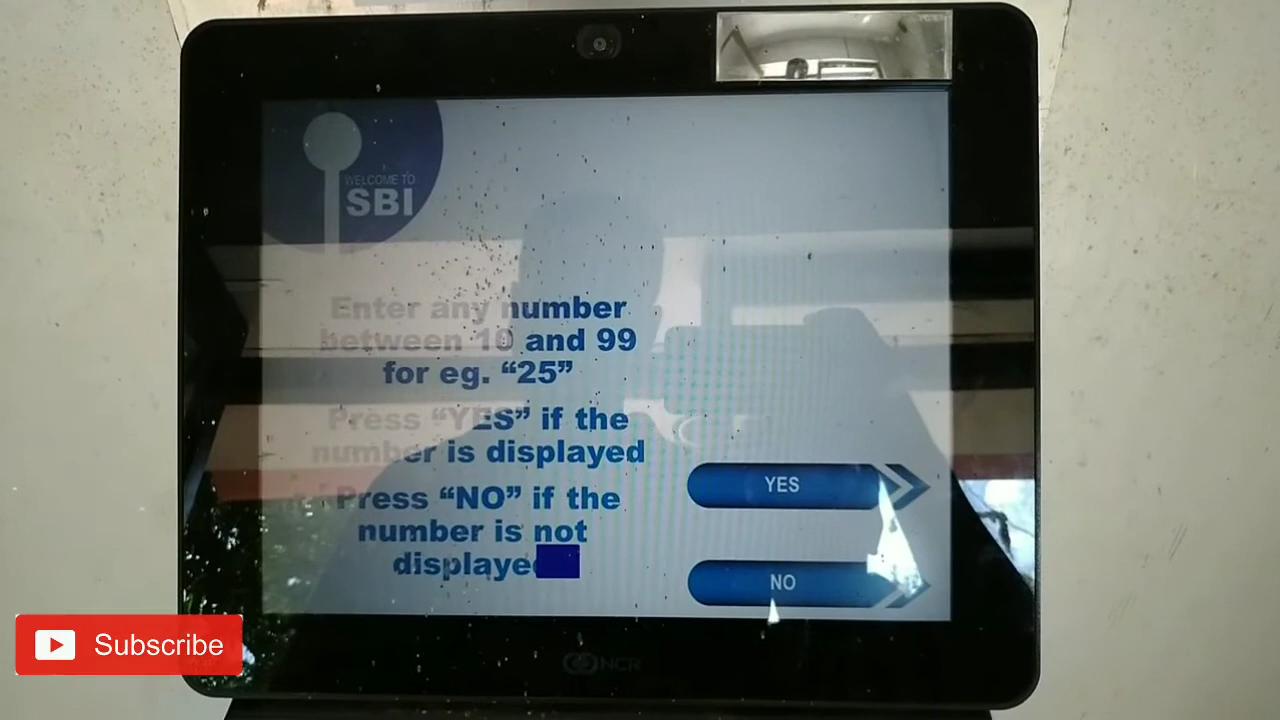 WELCOME TO
SBI
Enter any number
between 10 and 99
for eg. “25”
Press “YES” if the
number is displayed
Press “NO” if the
number is not
displayed
YES
NO
Subscribe
NCR